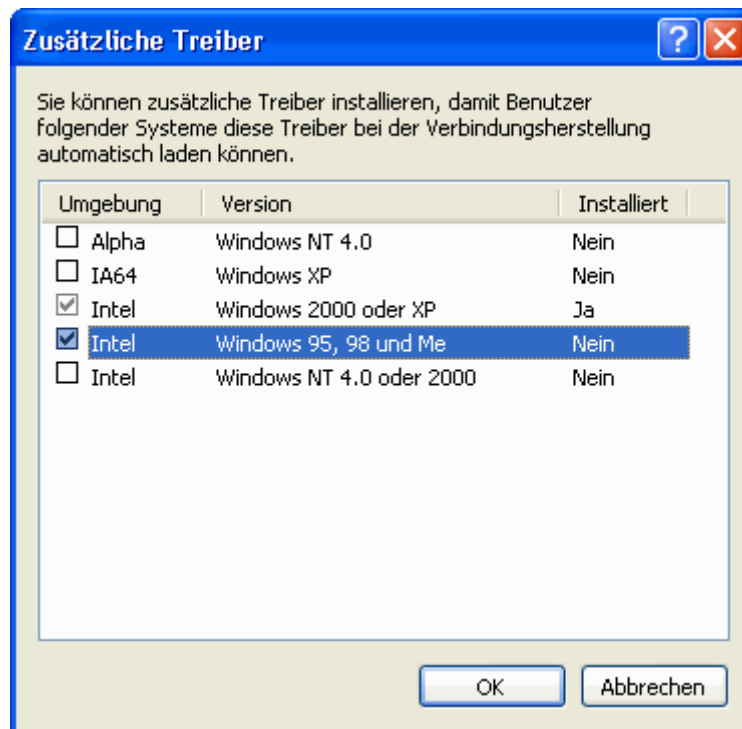 Zusätzliche Treiber
Sie können zusätzliche Treiber installieren, damit Benutzer
folgender Systeme diese Treiber bei der Verbindungsherstellung
automatisch laden können.
Umgebung Version Installiert
Alpha Windows NT 4.0 Nein
IA64 Windows XP Nein
Intel Windows 2000 oder XP Ja
Intel Windows 95, 98 und Me Nein
Intel Windows NT 4.0 oder 2000 Nein
OK Abbrechen